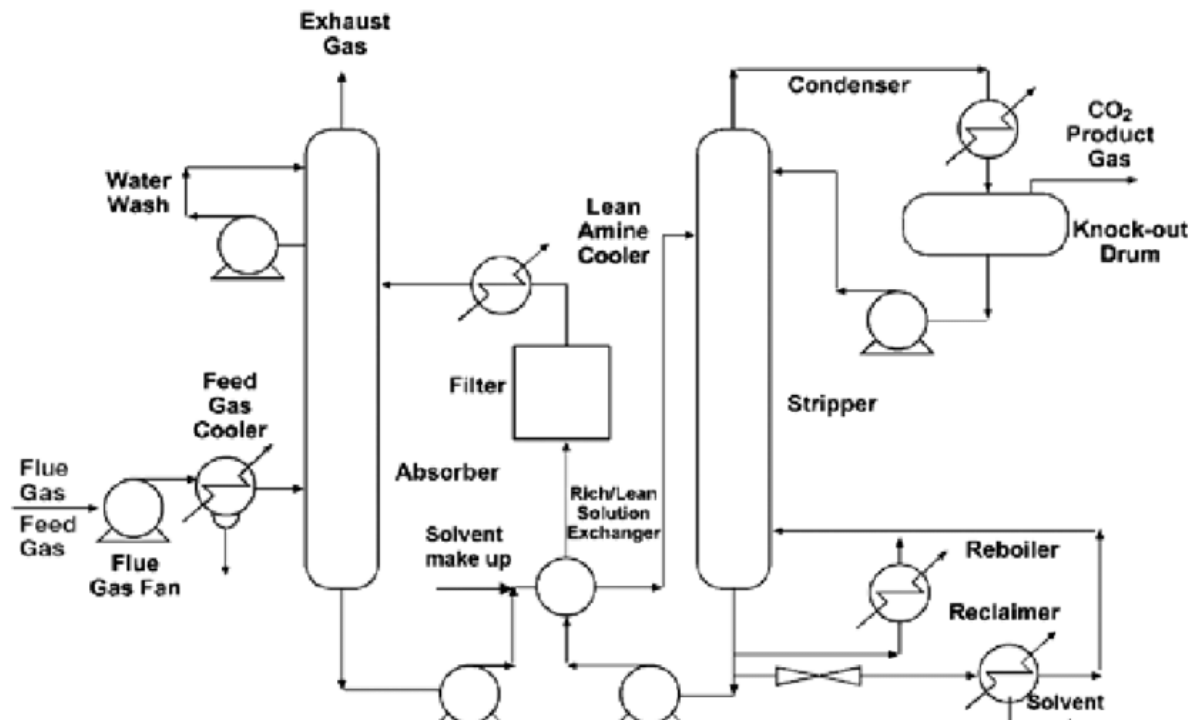 Exhaust
Gas
Condenser
CO₂
Product
Gas
Water
Wash
Lean
Amine
Cooler
Knock-out
Drum
Feed
Gas
Cooler
Filter
Stripper
Absorber
Flue
Gas
Feed
Gas
Flue
Gas Fan
Rich/Lean
Solution
Exchanger
Solvent
make up
Reboiler
Reclaimer
Solvent